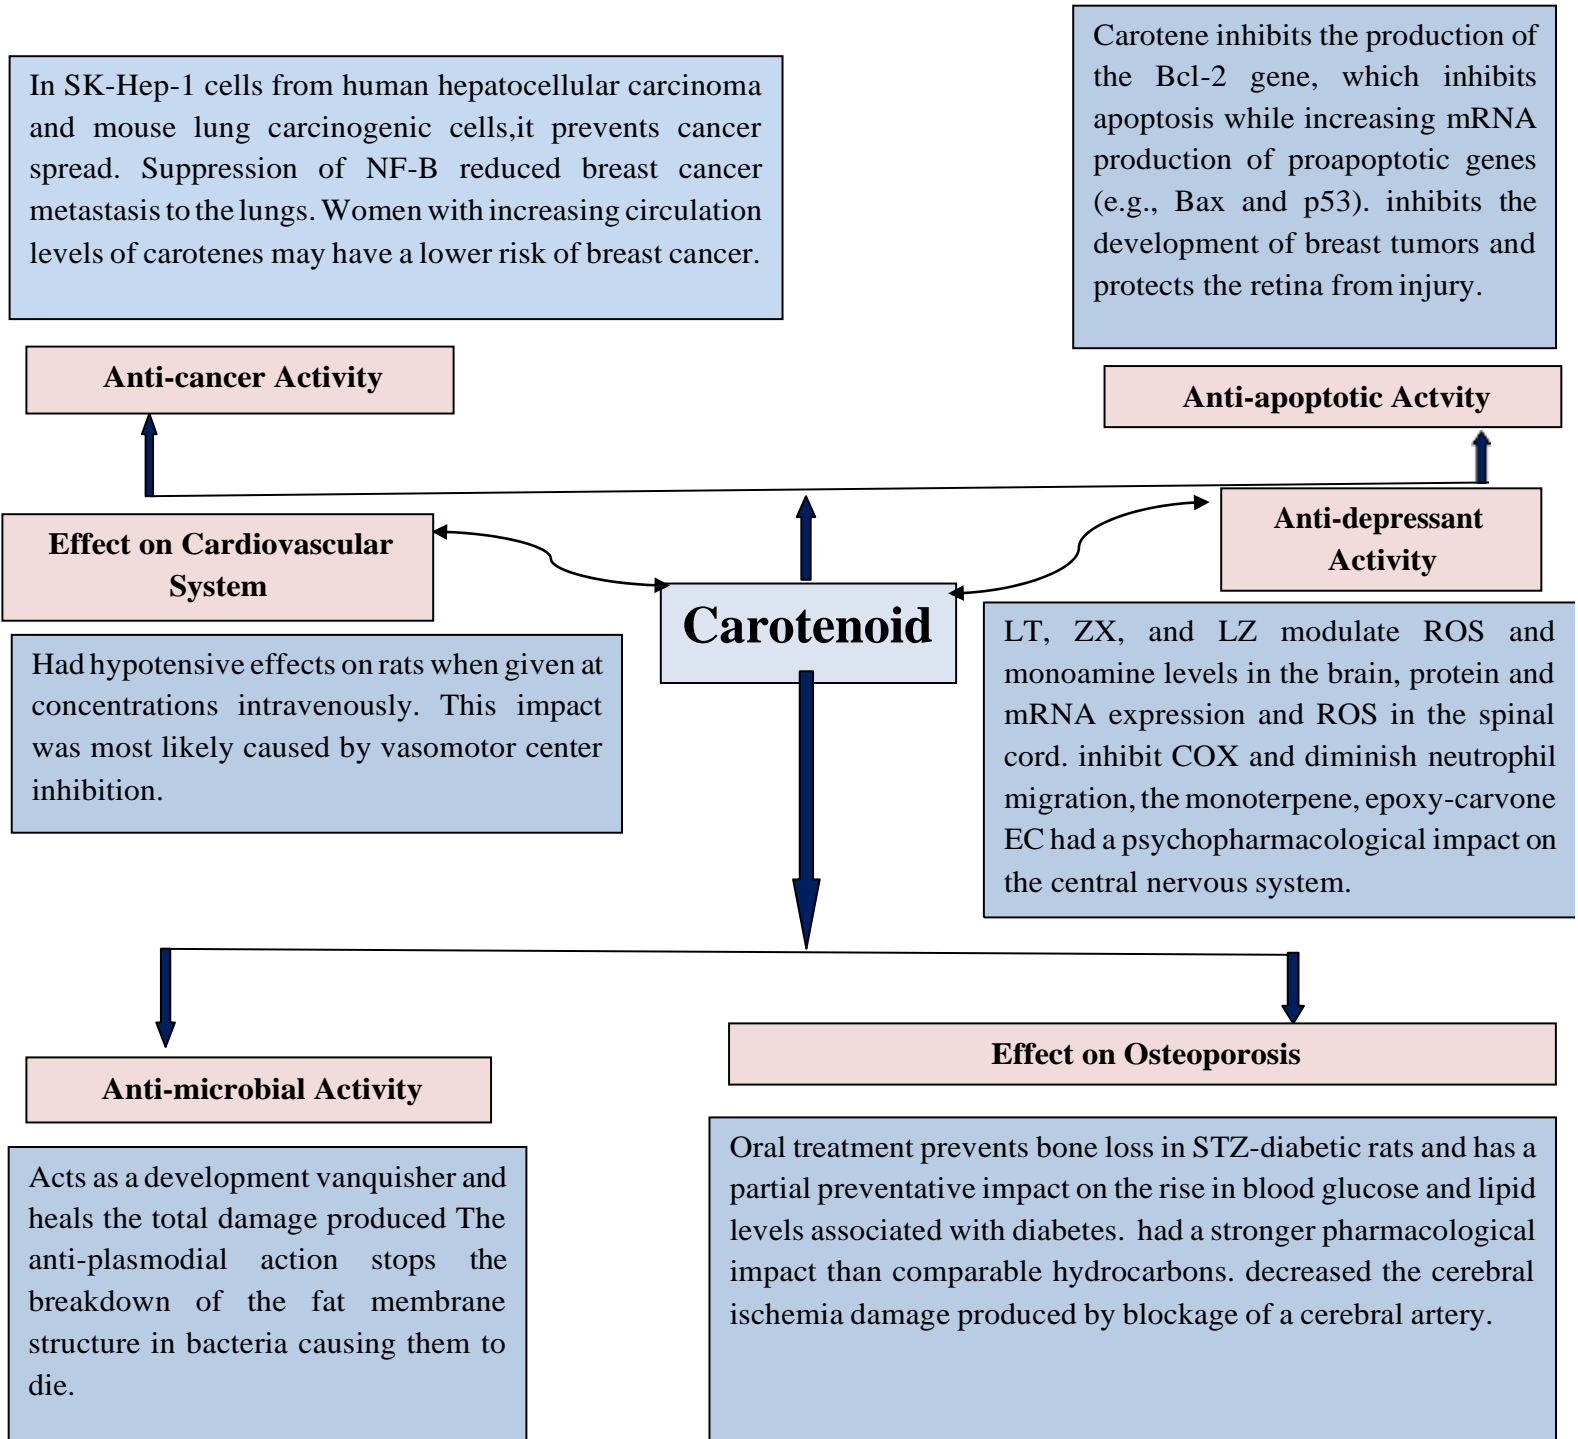 In SK-Hep-1 cells from human hepatocellular carcinoma
and mouse lung carcinogenic cells,it prevents cancer
spread. Suppression of NF-B reduced breast cancer
metastasis to the lungs. Women with increasing circulation
levels of carotenes may have a lower risk of breast cancer.
Carotene inhibits the production of
the Bcl-2 gene, which inhibits
apoptosis while increasing mRNA
production of proapoptotic genes
(e.g., Bax and p53). inhibits the
development of breast tumors and
protects the retina from injury.
Anti-cancer Activity
Anti-apoptotic Actvity
Effect on Cardiovascular
System
Anti-depressant
Activity
Carotenoid
Had hypotensive effects on rats when given at
concentrations intravenously. This impact
was most likely caused by vasomotor center
inhibition.
LT, ZX, and LZ modulate ROS and
monoamine levels in the brain, protein and
mRNA expression and ROS in the spinal
cord. inhibit COX and diminish neutrophil
migration, the monoterpene, epoxy-carvone
EC had a psychopharmacological impact on
the central nervous system.
Anti-microbial Activity
Effect on Osteoporosis
Acts as a development vanquisher and
heals the total damage produced The
anti-plasmodial action stops the
breakdown of the fat membrane
structure in bacteria causing them to
die.
Oral treatment prevents bone loss in STZ-diabetic rats and has a
partial preventative impact on the rise in blood glucose and lipid
levels associated with diabetes. had a stronger pharmacological
impact than comparable hydrocarbons. decreased the cerebral
ischemia damage produced by blockage of a cerebral artery.